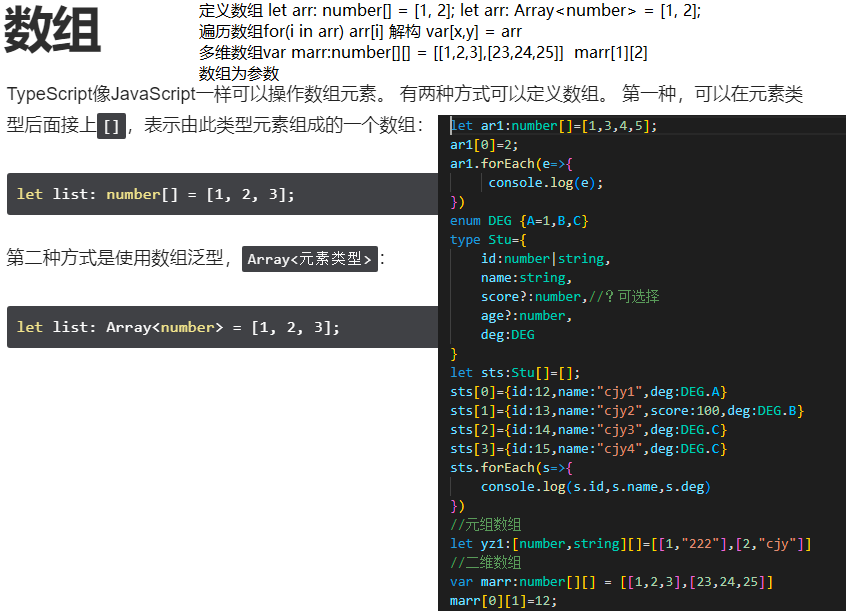 数组
定义数组 let arr: number[] = [1, 2]; let arr: Array<number> = [1, 2];
遍历数组for(i in arr) arr[i] 解构 var[x,y] = arr
多维数组var marr:number[][] = [[1,2,3],[23,24,25]]  marr[1][2]
数组为参数
TypeScript像JavaScript一样可以操作数组元素。 有两种方式可以定义数组。 第一种，可以在元素类
型后面接上[]，表示由此类型元素组成的一个数组：
let list: number[] = [1, 2, 3];
第二种方式是使用数组泛型，Array<元素类型>：
let list: Array<number> = [1, 2, 3];
let ar1:number[]=[1,3,4,5];
ar1[0]=2;
ar1.forEach(e=>{
    console.log(e);
})
enum DEG {A=1,B,C}
type Stu={
    id:number|string,
    name:string,
    score?:number,//？可选择
    age?:number,
    deg:DEG
}
let sts:Stu[]=[];
sts[0]={id:12,name:"cjy1",deg:DEG.A}
sts[1]={id:13,name:"cjy2",score:100,deg:DEG.B}
sts[2]={id:14,name:"cjy3",deg:DEG.C}
sts[3]={id:15,name:"cjy4",deg:DEG.C}
sts.forEach(s=>{
    console.log(s.id,s.name,s.deg)
})
//元组数组
let yz1:[number,string][]=[[1,"222"],[2,"cjy"]]
//二维数组
var marr:number[][] = [[1,2,3],[23,24,25]]
marr[0][1]=12;